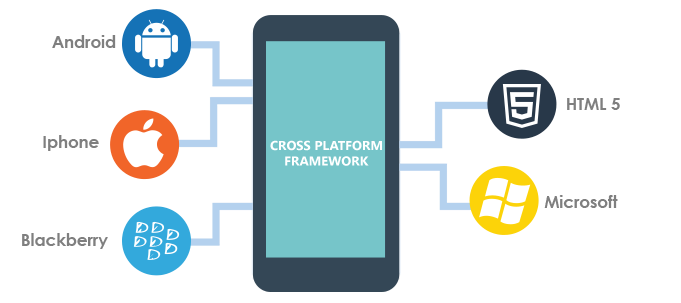 Android
Iphone
Blackberry
CROSS PLATFORM
FRAMEWORK
HTML 5
Microsoft